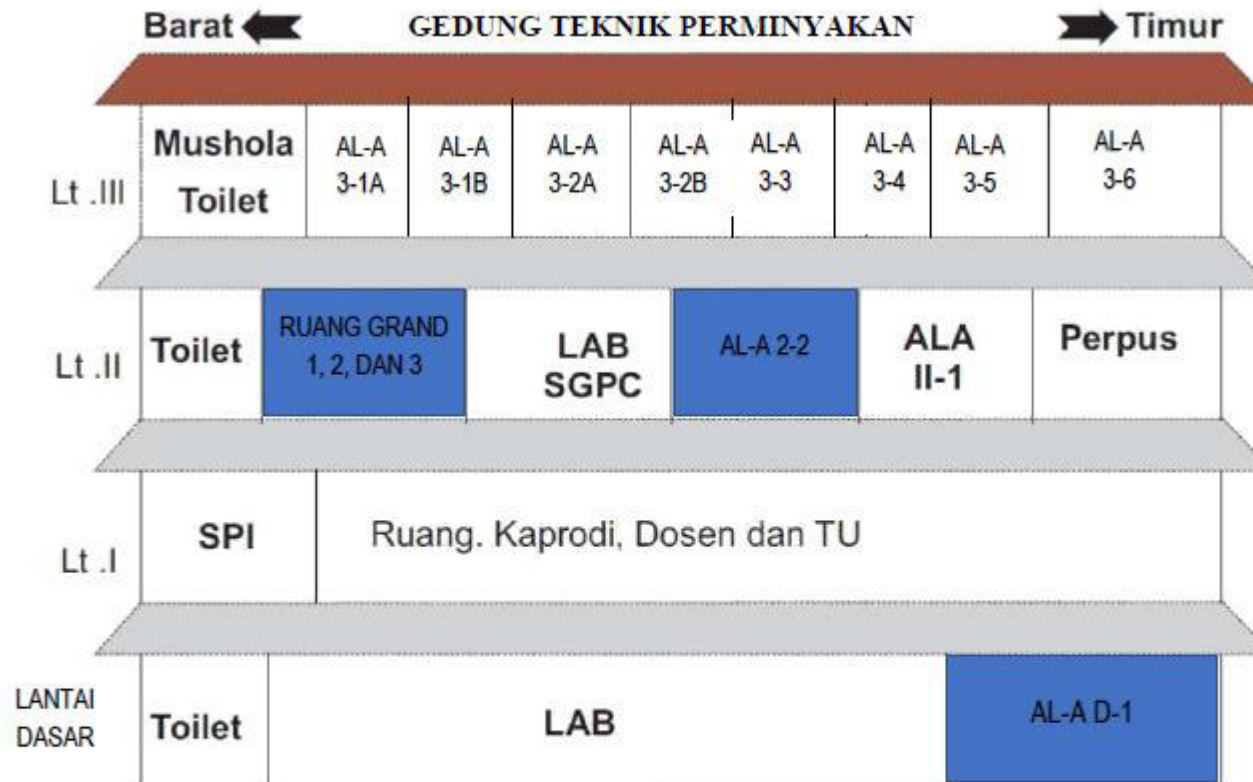 Barat GEDUNG TEKNIK PERMINYAKAN Timur
Lt .III
Mushola
Toilet
AL-A
3-1A
AL-A
3-1B
AL-A
3-2A
AL-A
3-2B
AL-A
3-3
AL-A
3-4
AL-A
3-5
AL-A
3-6
Lt .II
Toilet
RUANG GRAND
1, 2, DAN 3
LAB
SGPC
AL-A 2-2
ALA
II-1
Perpus
Lt .I
SPI
Ruang. Kaprodi, Dosen dan TU
LANTAI
DASAR
Toilet
LAB
AL-A D-1